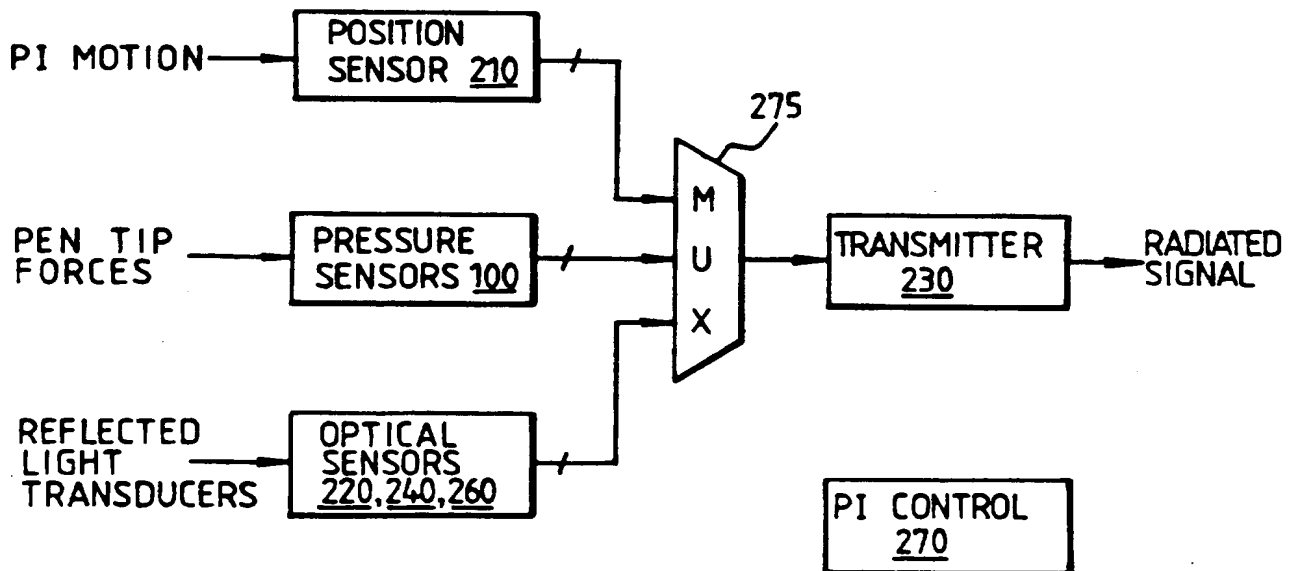 PI MOTION
POSITION
SENSOR 210
275
PEN TIP
FORCES
PRESSURE
SENSORS 100
M
U
X
TRANSMITTER
230
RADIATED
SIGNAL
REFLECTED
LIGHT
TRANSDUCERS
OPTICAL
SENSORS
220, 240, 260
PI CONTROL
270